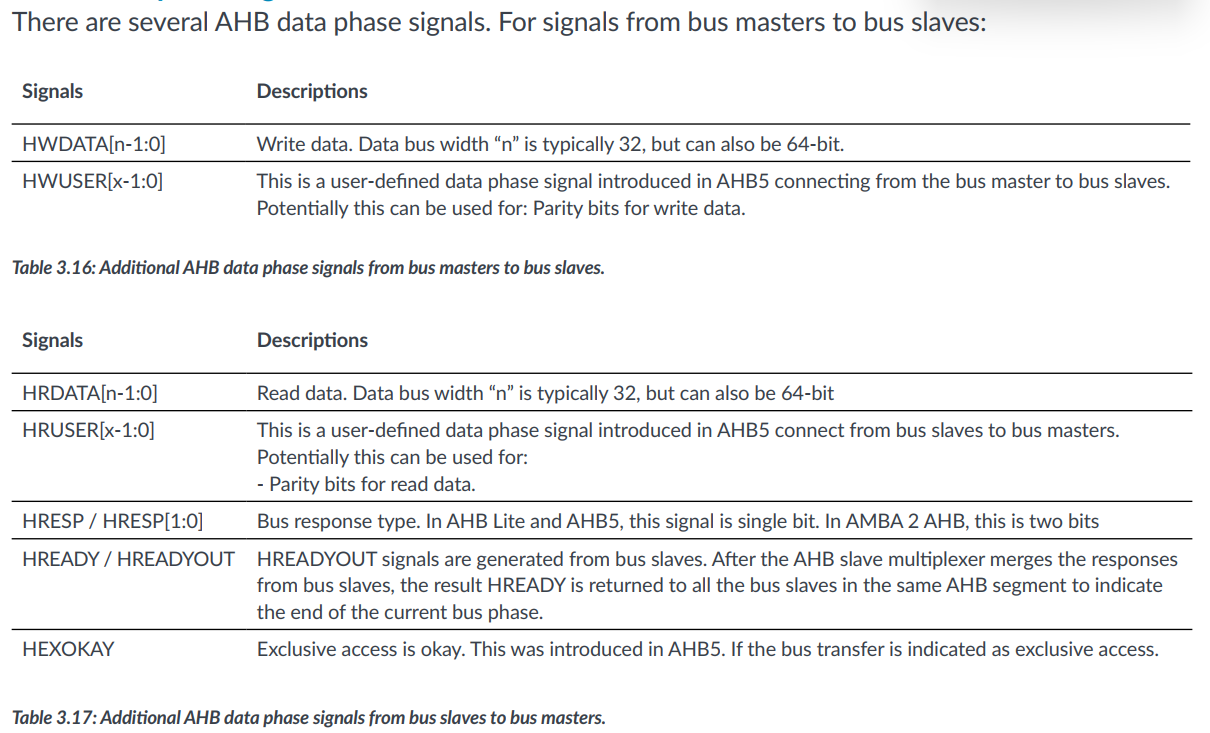 There are several AHB data phase signals. For signals from bus masters to bus slaves:
Signals Descriptions
HWDATA[n-1:0] Write data. Data bus width “n” is typically 32, but can also be 64-bit.
HWUSER[x-1:0] This is a user-defined data phase signal introduced in AHB5 connecting from the bus master to bus slaves.
Potentially this can be used for: Parity bits for write data.
Table 3.16: Additional AHB data phase signals from bus masters to bus slaves.
Signals Descriptions
HRDATA[n-1:0] Read data. Data bus width “n” is typically 32, but can also be 64-bit
HRUSER[x-1:0] This is a user-defined data phase signal introduced in AHB5 connect from bus slaves to bus masters.
Potentially this can be used for:
- Parity bits for read data.
HRESP / HRESP[1:0] Bus response type. In AHB Lite and AHB5, this signal is single bit. In AMBA 2 AHB, this is two bits
HREADY / HREADYOUT HREADYOUT signals are generated from bus slaves. After the AHB slave multiplexer merges the responses
from bus slaves, the result HREADY is returned to all the bus slaves in the same AHB segment to indicate
the end of the current bus phase.
HEXOKAY Exclusive access is okay. This was introduced in AHB5. If the bus transfer is indicated as exclusive access.
Table 3.17: Additional AHB data phase signals from bus slaves to bus masters.